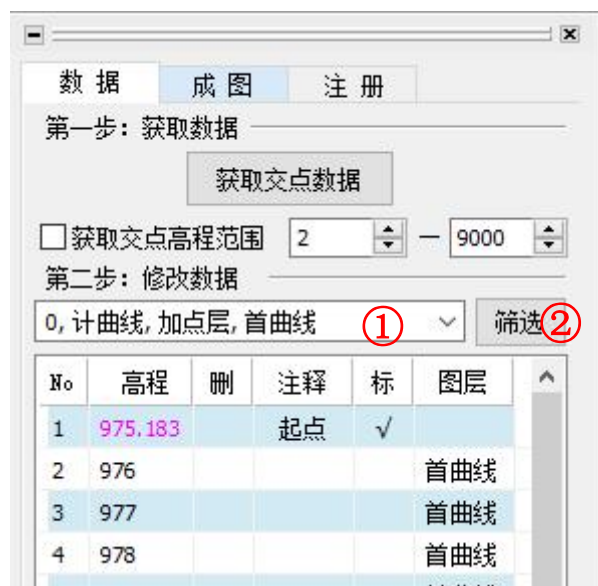 数 据 成 图 注 册
第一步：获取数据
获取交点数据
获取交点高程范围 2 — 9000
第二步：修改数据
0, 计曲线, 加点层, 首曲线 ① 筛选 ②
No 高程 删 注释 标 图层
1 975.183 起点 √
2 976 首曲线
3 977 首曲线
4 978 首曲线